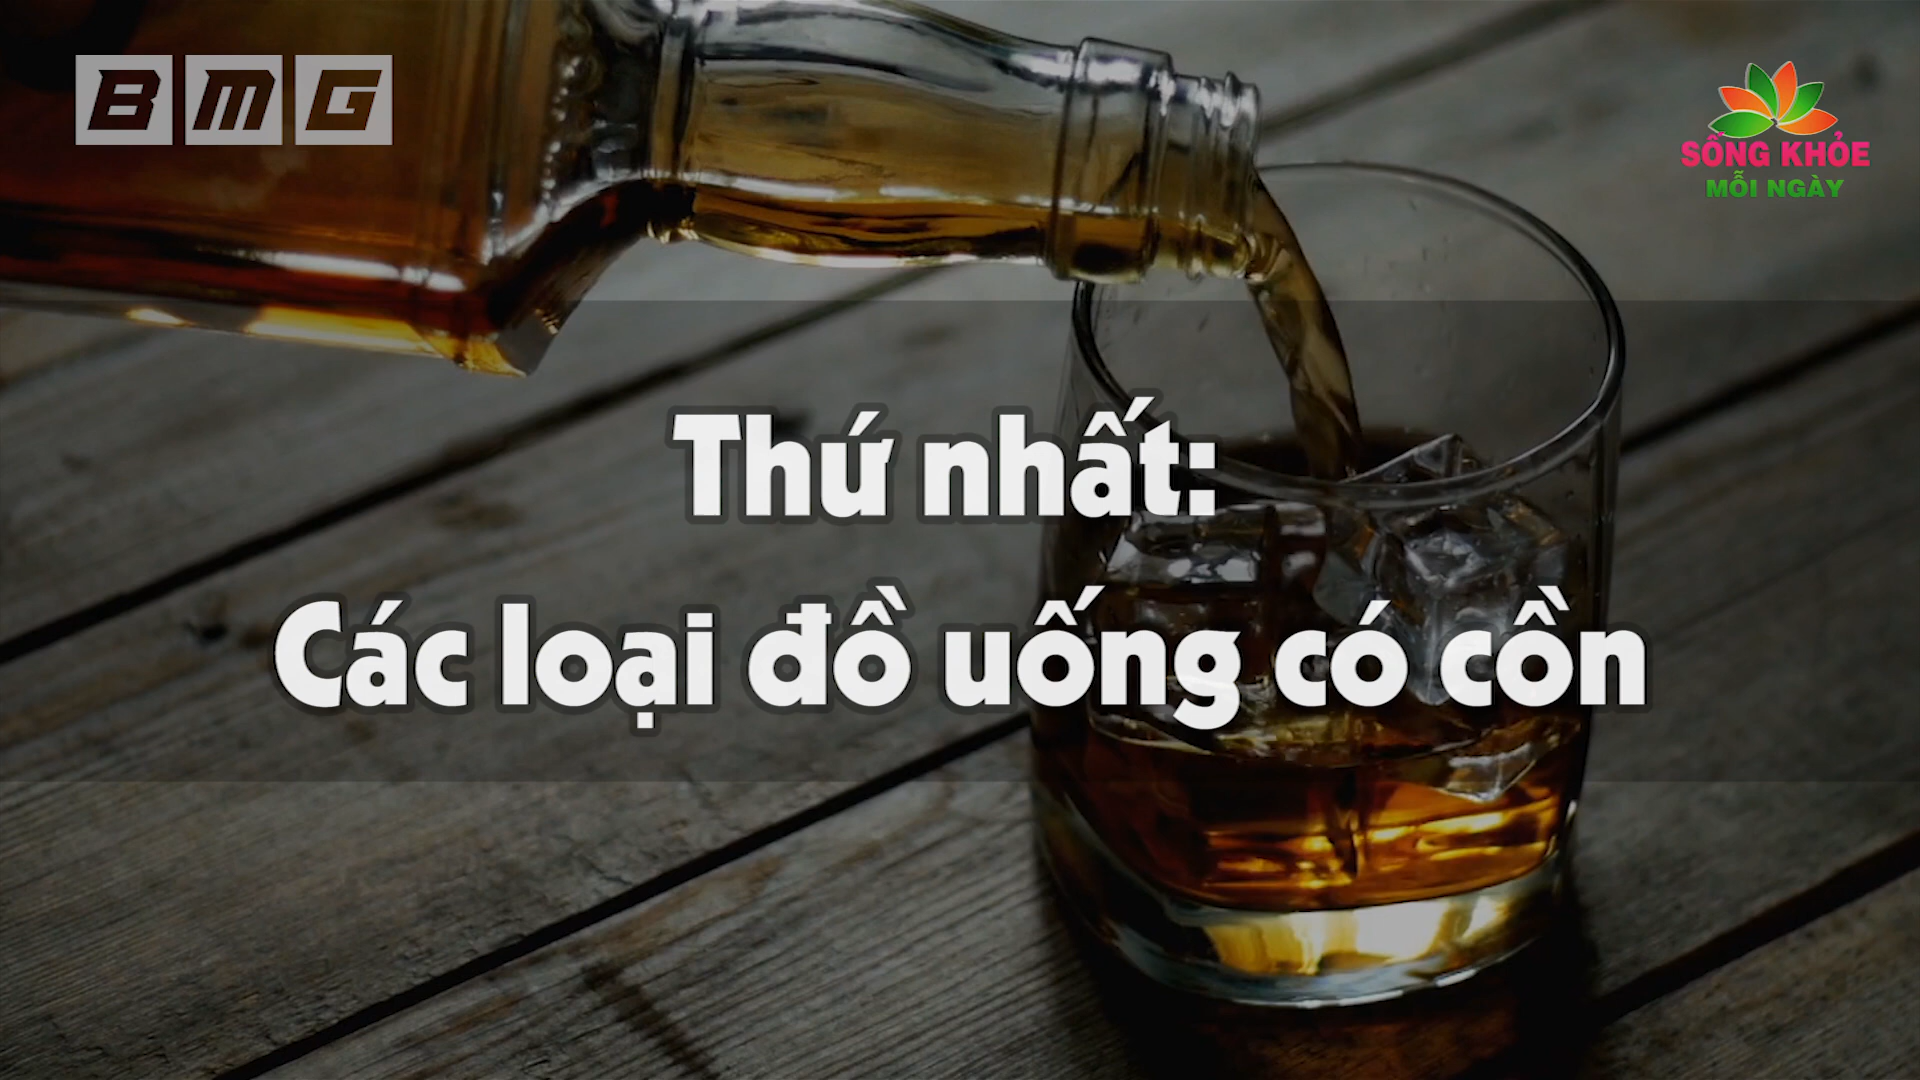 BMG
SỐNG KHỎE
MỖI NGÀY
Thứ nhất:
Các loại đồ uống có cồn